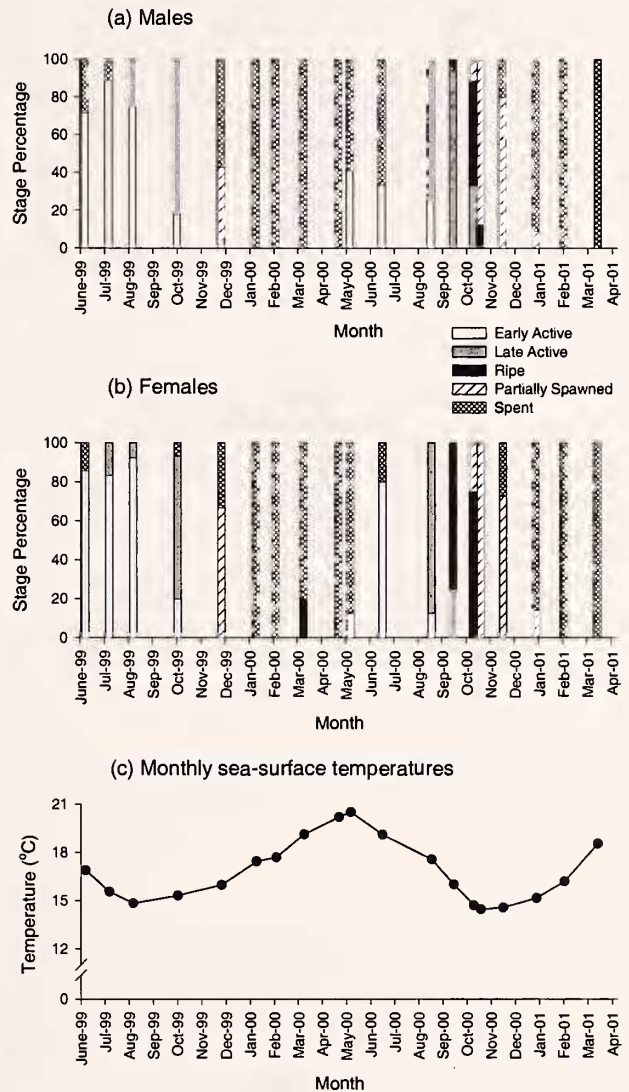 (a) Males
100
80
60
40
20
0
Stage Percentage
June-99 Jul-99 Aug-99 Sep-99 Oct-99 Nov-99 Dec-99 Jan-00 Feb-00 Mar-00 Apr-00 May-00 Jun-00 Jul-00 Aug-00 Sep-00 Oct-00 Nov-00 Dec-00 Jan-01 Feb-01 Mar-01 Apr-01
Month
Early Active
Late Active
Ripe
Partially Spawned
Spent
(b) Females
100
80
60
40
20
0
Stage Percentage
June-99 Jul-99 Aug-99 Sep-99 Oct-99 Nov-99 Dec-99 Jan-00 Feb-00 Mar-00 Apr-00 May-00 Jun-00 Jul-00 Aug-00 Sep-00 Oct-00 Nov-00 Dec-00 Jan-01 Feb-01 Mar-01 Apr-01
Month
(c) Monthly sea-surface temperatures
21
18
15
12
0
Temperature (°C)
June-99 Jul-99 Aug-99 Sep-99 Oct-99 Nov-99 Dec-99 Jan-00 Feb-00 Mar-00 Apr-00 May-00 Jun-00 Jul-00 Aug-00 Sep-00 Oct-00 Nov-00 Dec-00 Jan-01 Feb-01 Mar-01 Apr-01
Month